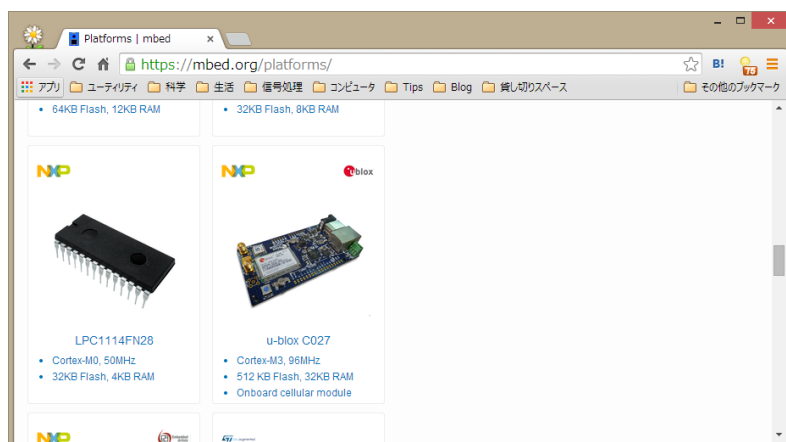 Platforms | mbed
https://mbed.org/platforms/
B!
75
アプリ ユーティリティ 科学 生活 信号処理 コンピュータ Tips Blog 貸し切りスペース その他のブックマーク
64KB Flash, 12KB RAM
32KB Flash, 8KB RAM
NXP
NXP
ublox
LPC1114FN28
Cortex-M0, 50MHz
32KB Flash, 4KB RAM
u-blox C027
Cortex-M3, 96MHz
512 KB Flash, 32KB RAM
Onboard cellular module
NXP
ST